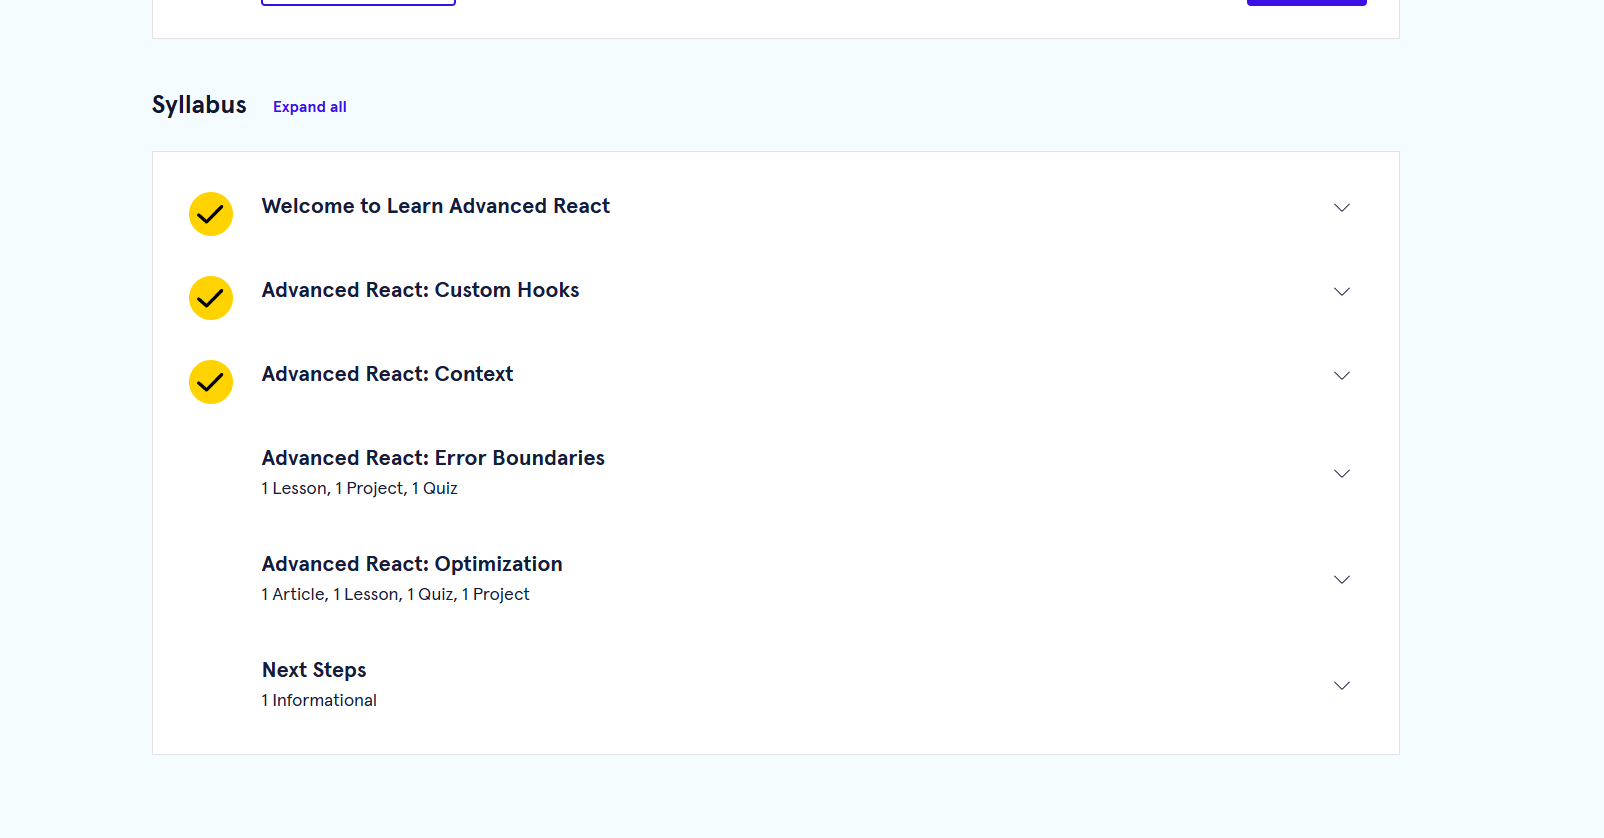 Syllabus Expand all
Welcome to Learn Advanced React
Advanced React: Custom Hooks
Advanced React: Context
Advanced React: Error Boundaries
1 Lesson, 1 Project, 1 Quiz
Advanced React: Optimization
1 Article, 1 Lesson, 1 Quiz, 1 Project
Next Steps
1 Informational